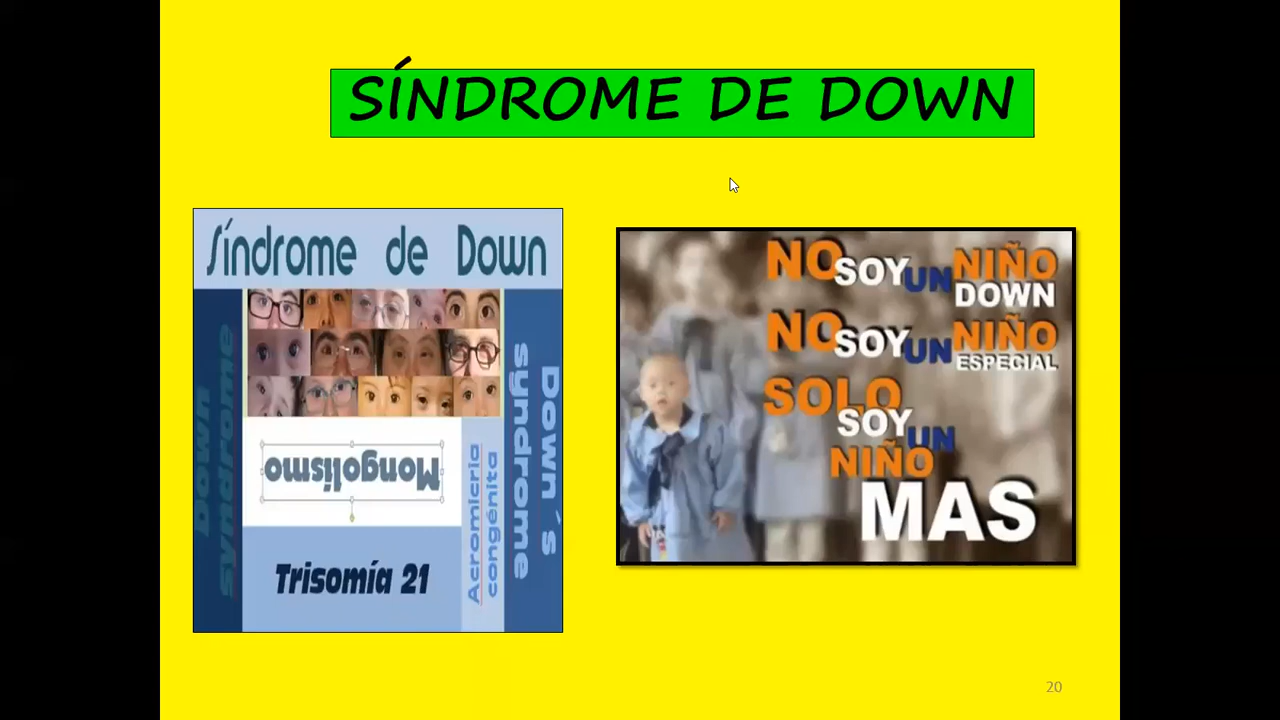 SÍNDROME DE DOWN
Síndrome de Down
Down
syndrome
Mongolismo
Acromicria
congénita
Down´s
syndrome
Trisomía 21
NO SOY UN NIÑO
DOWN
NO SOY UN NIÑO
ESPECIAL
SOLO
SOY UN
NIÑO
MAS
20